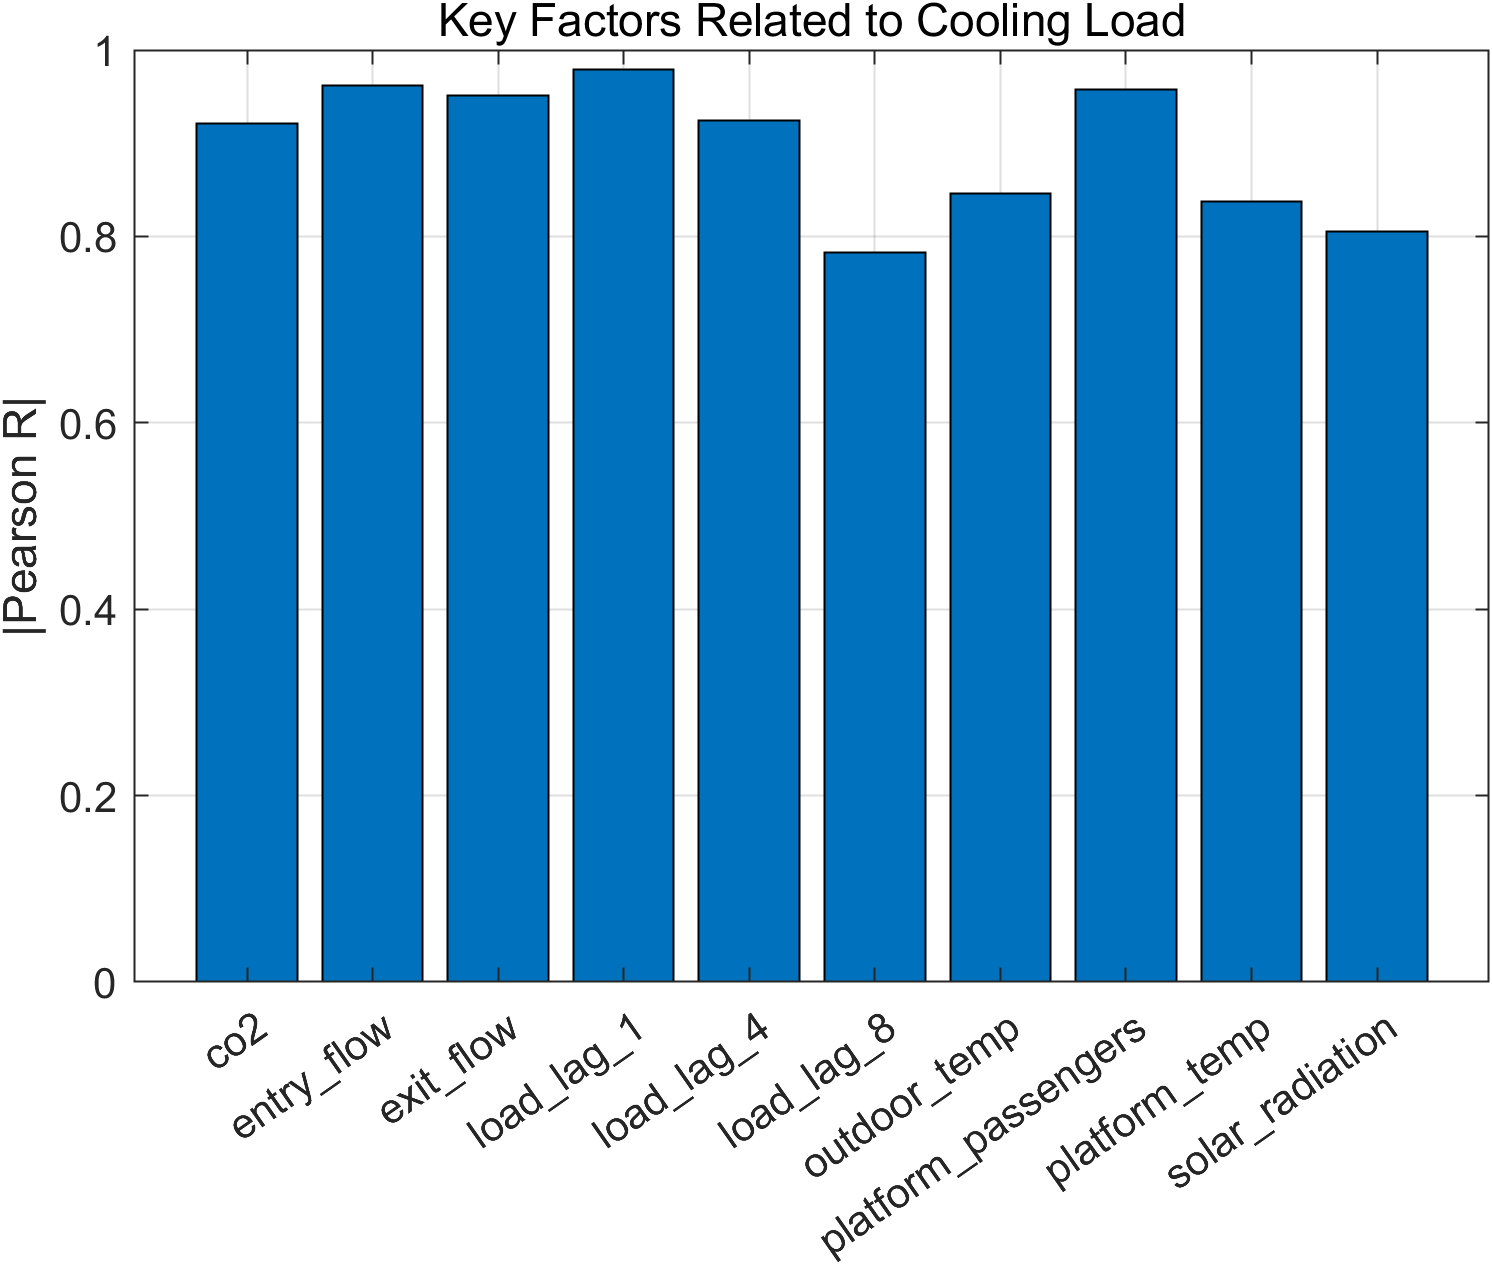 Key Factors Related to Cooling Load
|Pearson R|
1
0.8
0.6
0.4
0.2
0
co2
entry_flow
exit_flow
load_lag_1
load_lag_4
load_lag_8
outdoor_temp
platform_passengers
platform_temp
solar_radiation